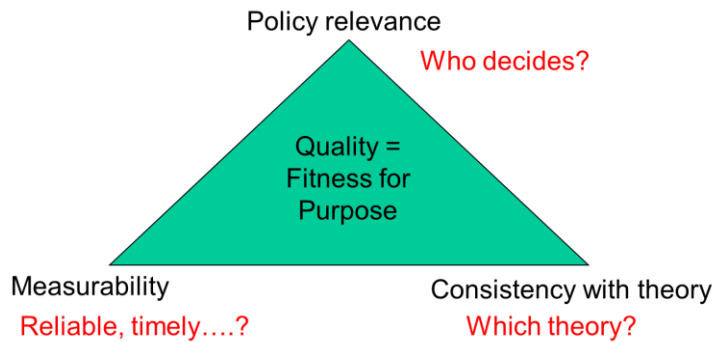 Policy relevance
Who decides?
Quality =
Fitness for
Purpose
Measurability
Consistency with theory
Reliable, timely….?
Which theory?